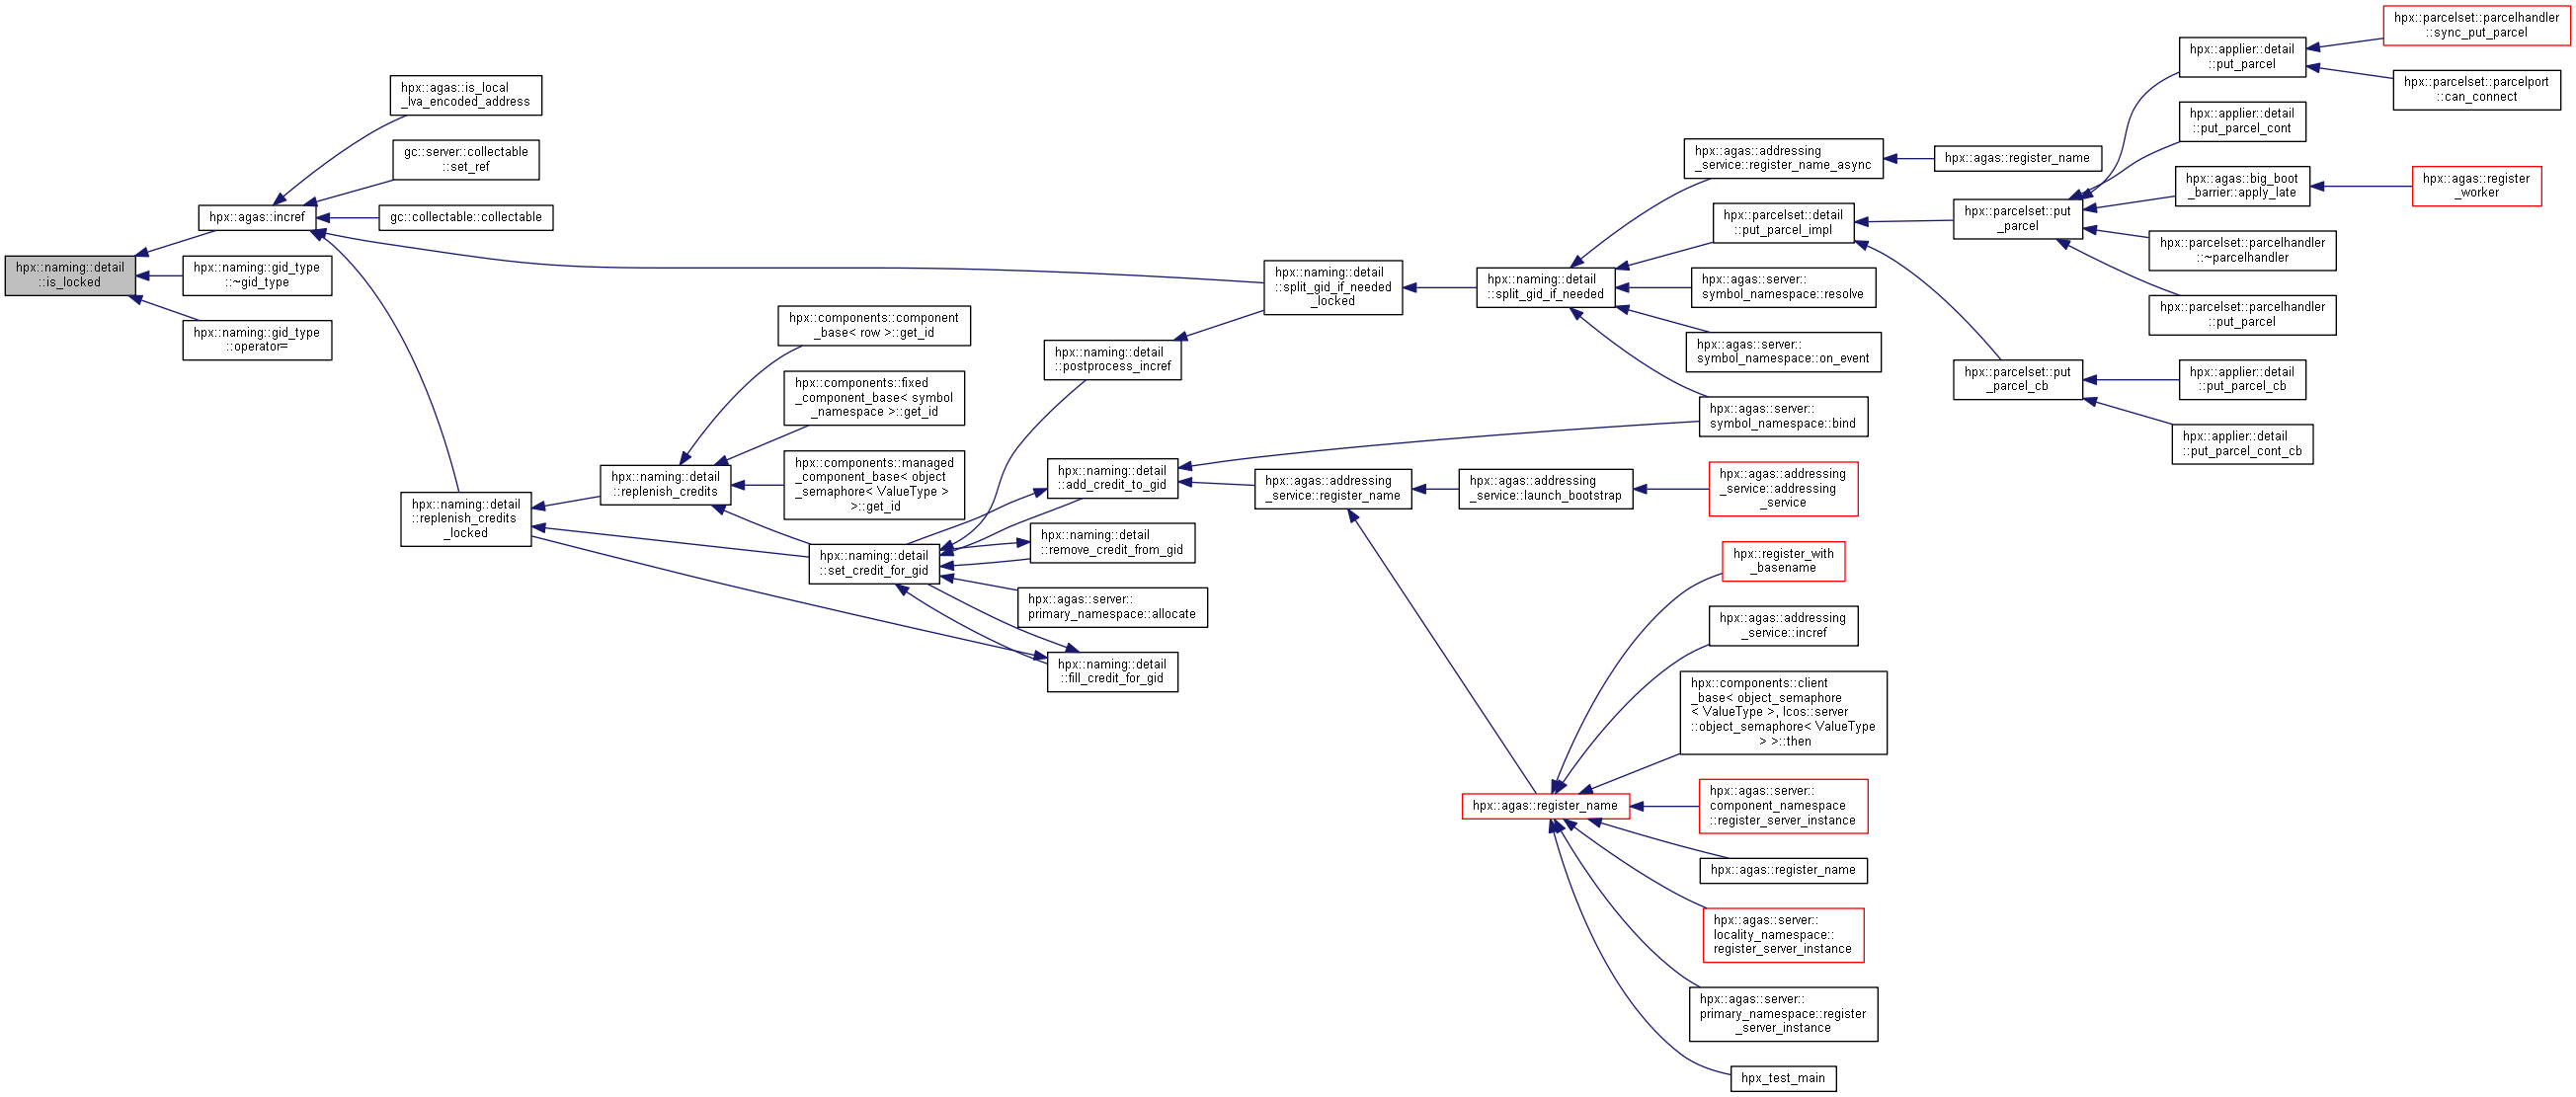 hpx::naming::detail
::is_locked
hpx::agas::incref
hpx::naming::gid_type
::~gid_type
hpx::naming::gid_type
::operator=
hpx::agas::is_local
_lva_encoded_address
gc::server::collectable
::set_ref
gc::collectable::collectable
hpx::naming::detail
::replenish_credits
_locked
hpx::naming::detail
::replenish_credits
hpx::components::component
_base< row >::get_id
hpx::components::fixed
_component_base< symbol
_namespace >::get_id
hpx::components::managed
_component_base< object
_semaphore< ValueType >
>::get_id
hpx::naming::detail
::set_credit_for_gid
hpx::naming::detail
::postprocess_incref
hpx::naming::detail
::add_credit_to_gid
hpx::naming::detail
::remove_credit_from_gid
hpx::agas::server::
primary_namespace::allocate
hpx::naming::detail
::fill_credit_for_gid
hpx::naming::detail
::split_gid_if_needed
_locked
hpx::naming::detail
::split_gid_if_needed
hpx::agas::addressing
_service::register_name
hpx::agas::addressing
_service::launch_bootstrap
hpx::agas::addressing
_service::addressing
_service
hpx::agas::addressing
_service::register_name_async
hpx::agas::register_name
hpx::parcelset::detail
::put_parcel_impl
hpx::agas::server::
symbol_namespace::resolve
hpx::agas::server::
symbol_namespace::on_event
hpx::agas::server::
symbol_namespace::bind
hpx::parcelset::put
_parcel
hpx::parcelset::put
_parcel_cb
hpx::applier::detail
::put_parcel
hpx::parcelset::parcelhandler
::sync_put_parcel
hpx::parcelset::parcelport
::can_connect
hpx::applier::detail
::put_parcel_cont
hpx::agas::big_boot
_barrier::apply_late
hpx::agas::register
_worker
hpx::parcelset::parcelhandler
::~parcelhandler
hpx::parcelset::parcelhandler
::put_parcel
hpx::applier::detail
::put_parcel_cb
hpx::applier::detail
::put_parcel_cont_cb
hpx::agas::register_name
hpx::register_with
_basename
hpx::agas::addressing
_service::incref
hpx::components::client
_base< object_semaphore
< ValueType >, lcos::server
::object_semaphore< ValueType
> >::then
hpx::agas::server::
component_namespace
::register_server_instance
hpx::agas::register_name
hpx::agas::server::
locality_namespace::
register_server_instance
hpx::agas::server::
primary_namespace::register
_server_instance
hpx_test_main